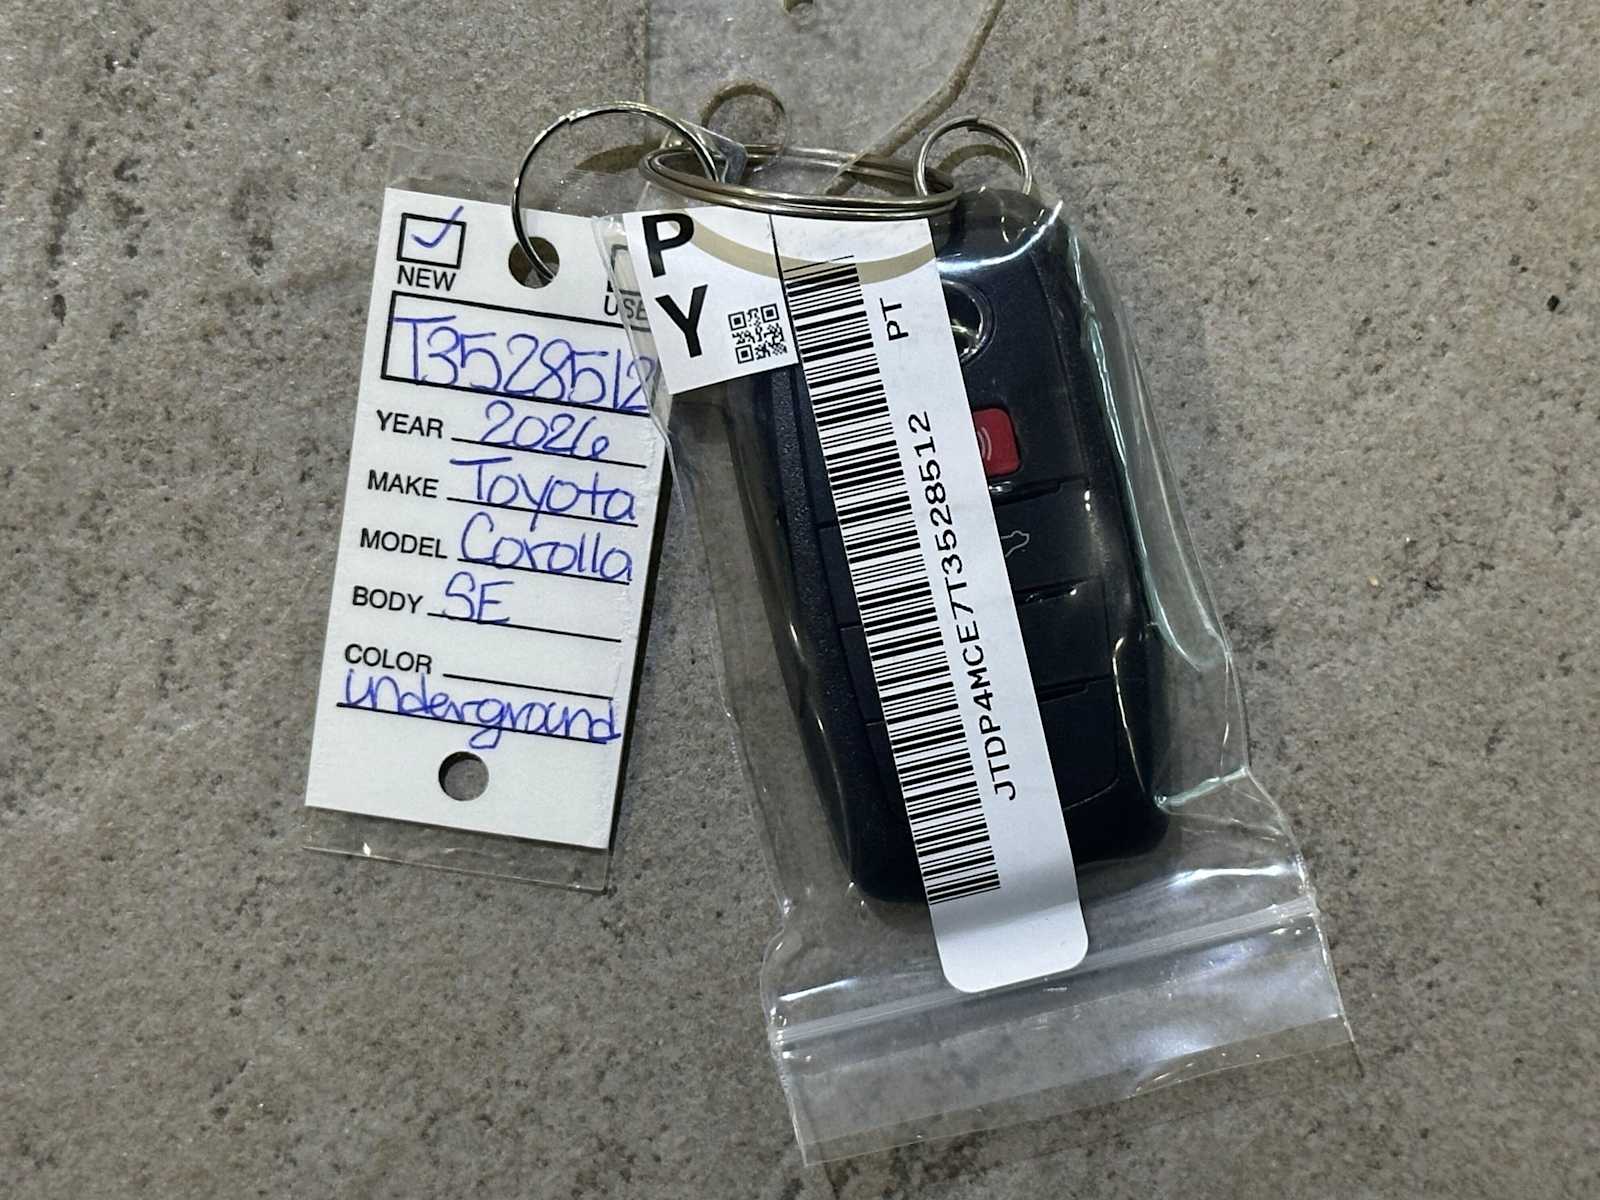 NEW
USE
T3528512
YEAR 2026
MAKE Toyota
MODEL Corolla
BODY SE
COLOR
underground
P
Y
PT
JTDP4MCE7T3528512